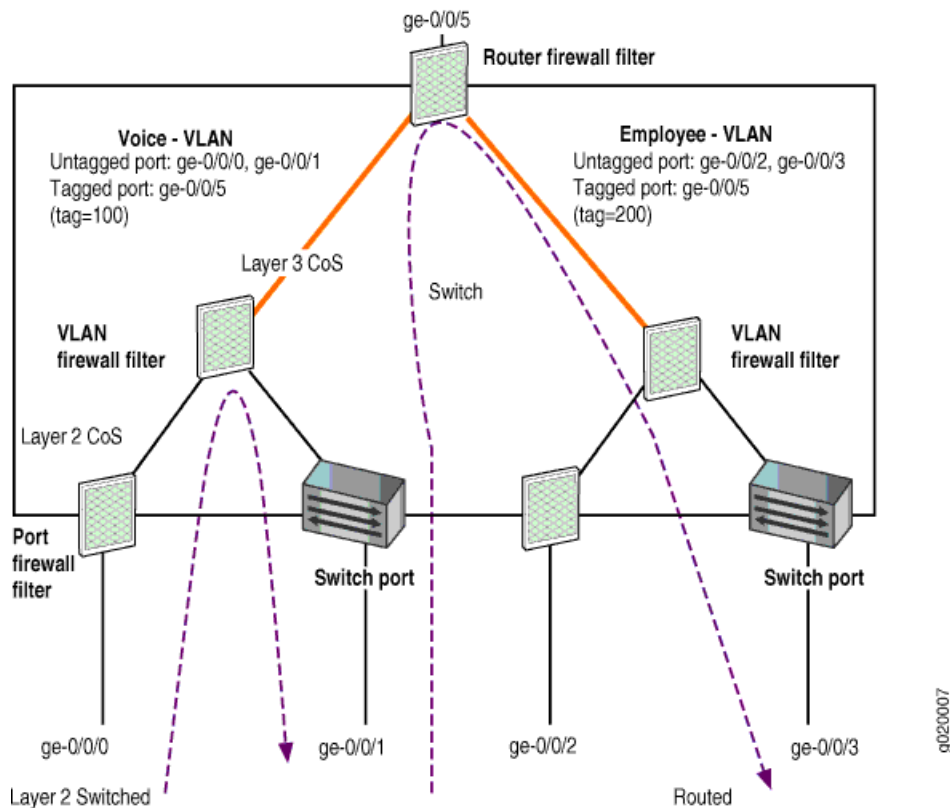 ge-0/0/5
Router firewall filter
Voice - VLAN
Untagged port: ge-0/0/0, ge-0/0/1
Tagged port: ge-0/0/5
(tag=100)
Employee - VLAN
Untagged port: ge-0/0/2, ge-0/0/3
Tagged port: ge-0/0/5
(tag=200)
Layer 3 CoS
Switch
VLAN
firewall filter
VLAN
firewall filter
Layer 2 CoS
Port
firewall
filter
Switch port
Switch port
ge-0/0/0
ge-0/0/1
ge-0/0/2
ge-0/0/3
Layer 2 Switched
Routed
g020007